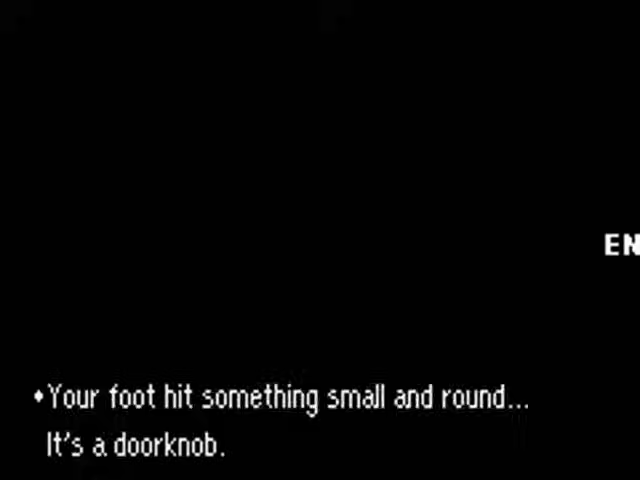 EN
•Your foot hit something small and round...
It's a doorknob.